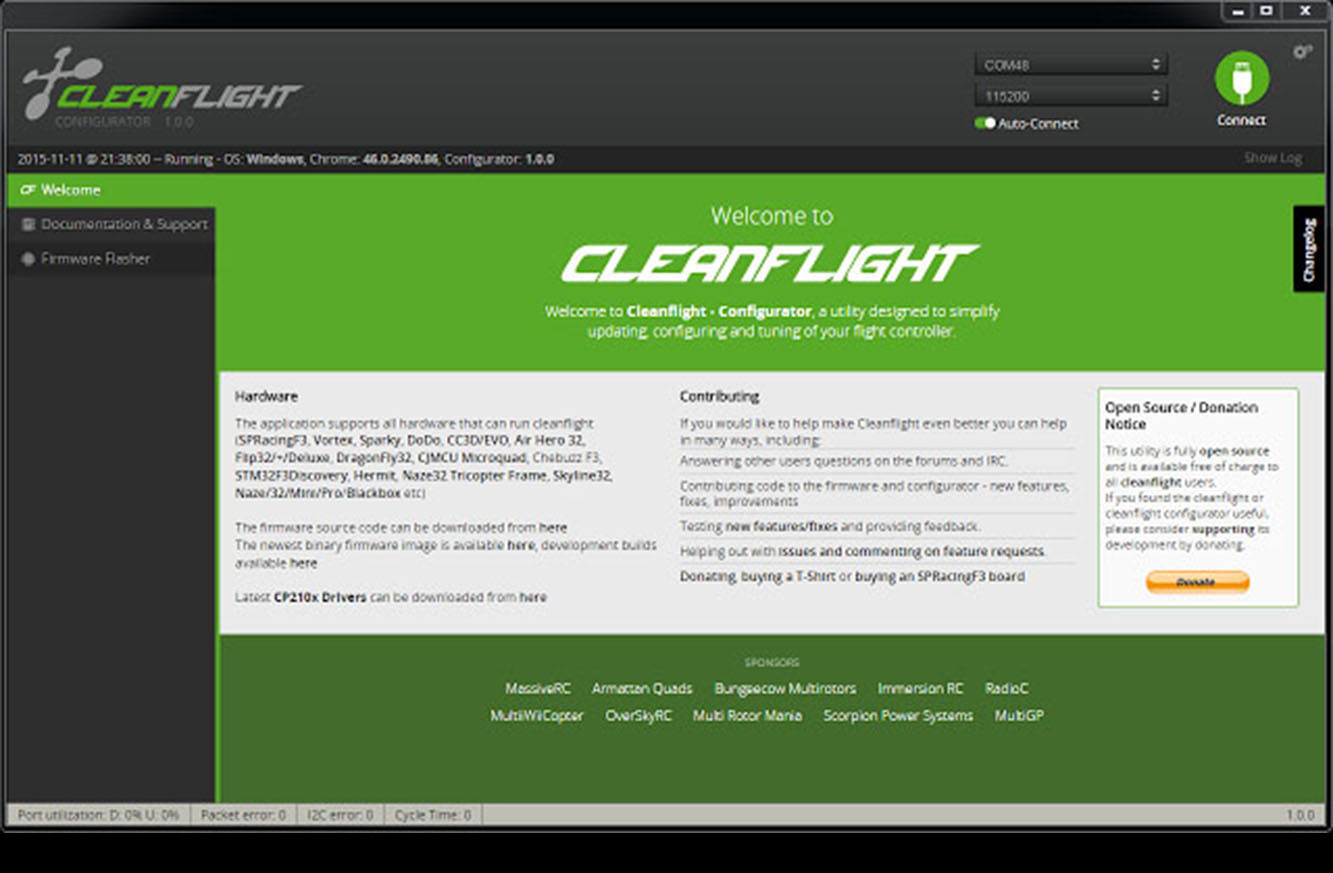 CLEANFLIGHT
CONFIGURATOR 1.0.0
COM48
115200
Auto-Connect
Connect
2015-11-11 @ 21:38:00 -- Running - OS: Windows, Chrome: 46.0.2490.86, Configurator: 1.0.0
Show Log
Welcome
Documentation & Support
Firmware Flasher
Welcome to
CLEANFLIGHT
Welcome to Cleanflight - Configurator, a utility designed to simplify
updating, configuring and tuning of your flight controller.
Changelog
Hardware
The application supports all hardware that can run cleanflight
(SPRacingF3, Vortex, Sparky, DoDo, CC3D/EVO, Air Hero 32,
Flip32/+/Deluxe, DragonFly32, CJMCU Microquad, Chebuzz F3,
STM32F3Discovery, Hermit, Naze32 Tricopter Frame, Skyline32,
Naze/32/Mini/Pro/Blackbox etc)
The firmware source code can be downloaded from here
The newest binary firmware image is available here, development builds
available here
Latest CP210x Drivers can be downloaded from here
Contributing
If you would like to help make Cleanflight even better you can help
in many ways, including:
Answering other users questions on the forums and IRC.
Contributing code to the firmware and configurator - new features,
fixes, improvements
Testing new features/fixes and providing feedback.
Helping out with issues and commenting on feature requests.
Donating, buying a T-Shirt or buying an SPRacingF3 board
Open Source / Donation
Notice
This utility is fully open source
and is available free of charge to
all cleanflight users.
If you found the cleanflight or
cleanflight configurator useful,
please consider supporting its
development by donating.
Donate
SPONSORS
MassiveRC Armattan Quads Bungeecow Multirotors Immersion RC RadioC
MultiWiiCopter OverSkyRC Multi Rotor Mania Scorpion Power Systems MultiGP
Port utilization: D: 0% U: 0%
Packet error: 0
I2C error: 0
Cycle Time: 0
1.0.0